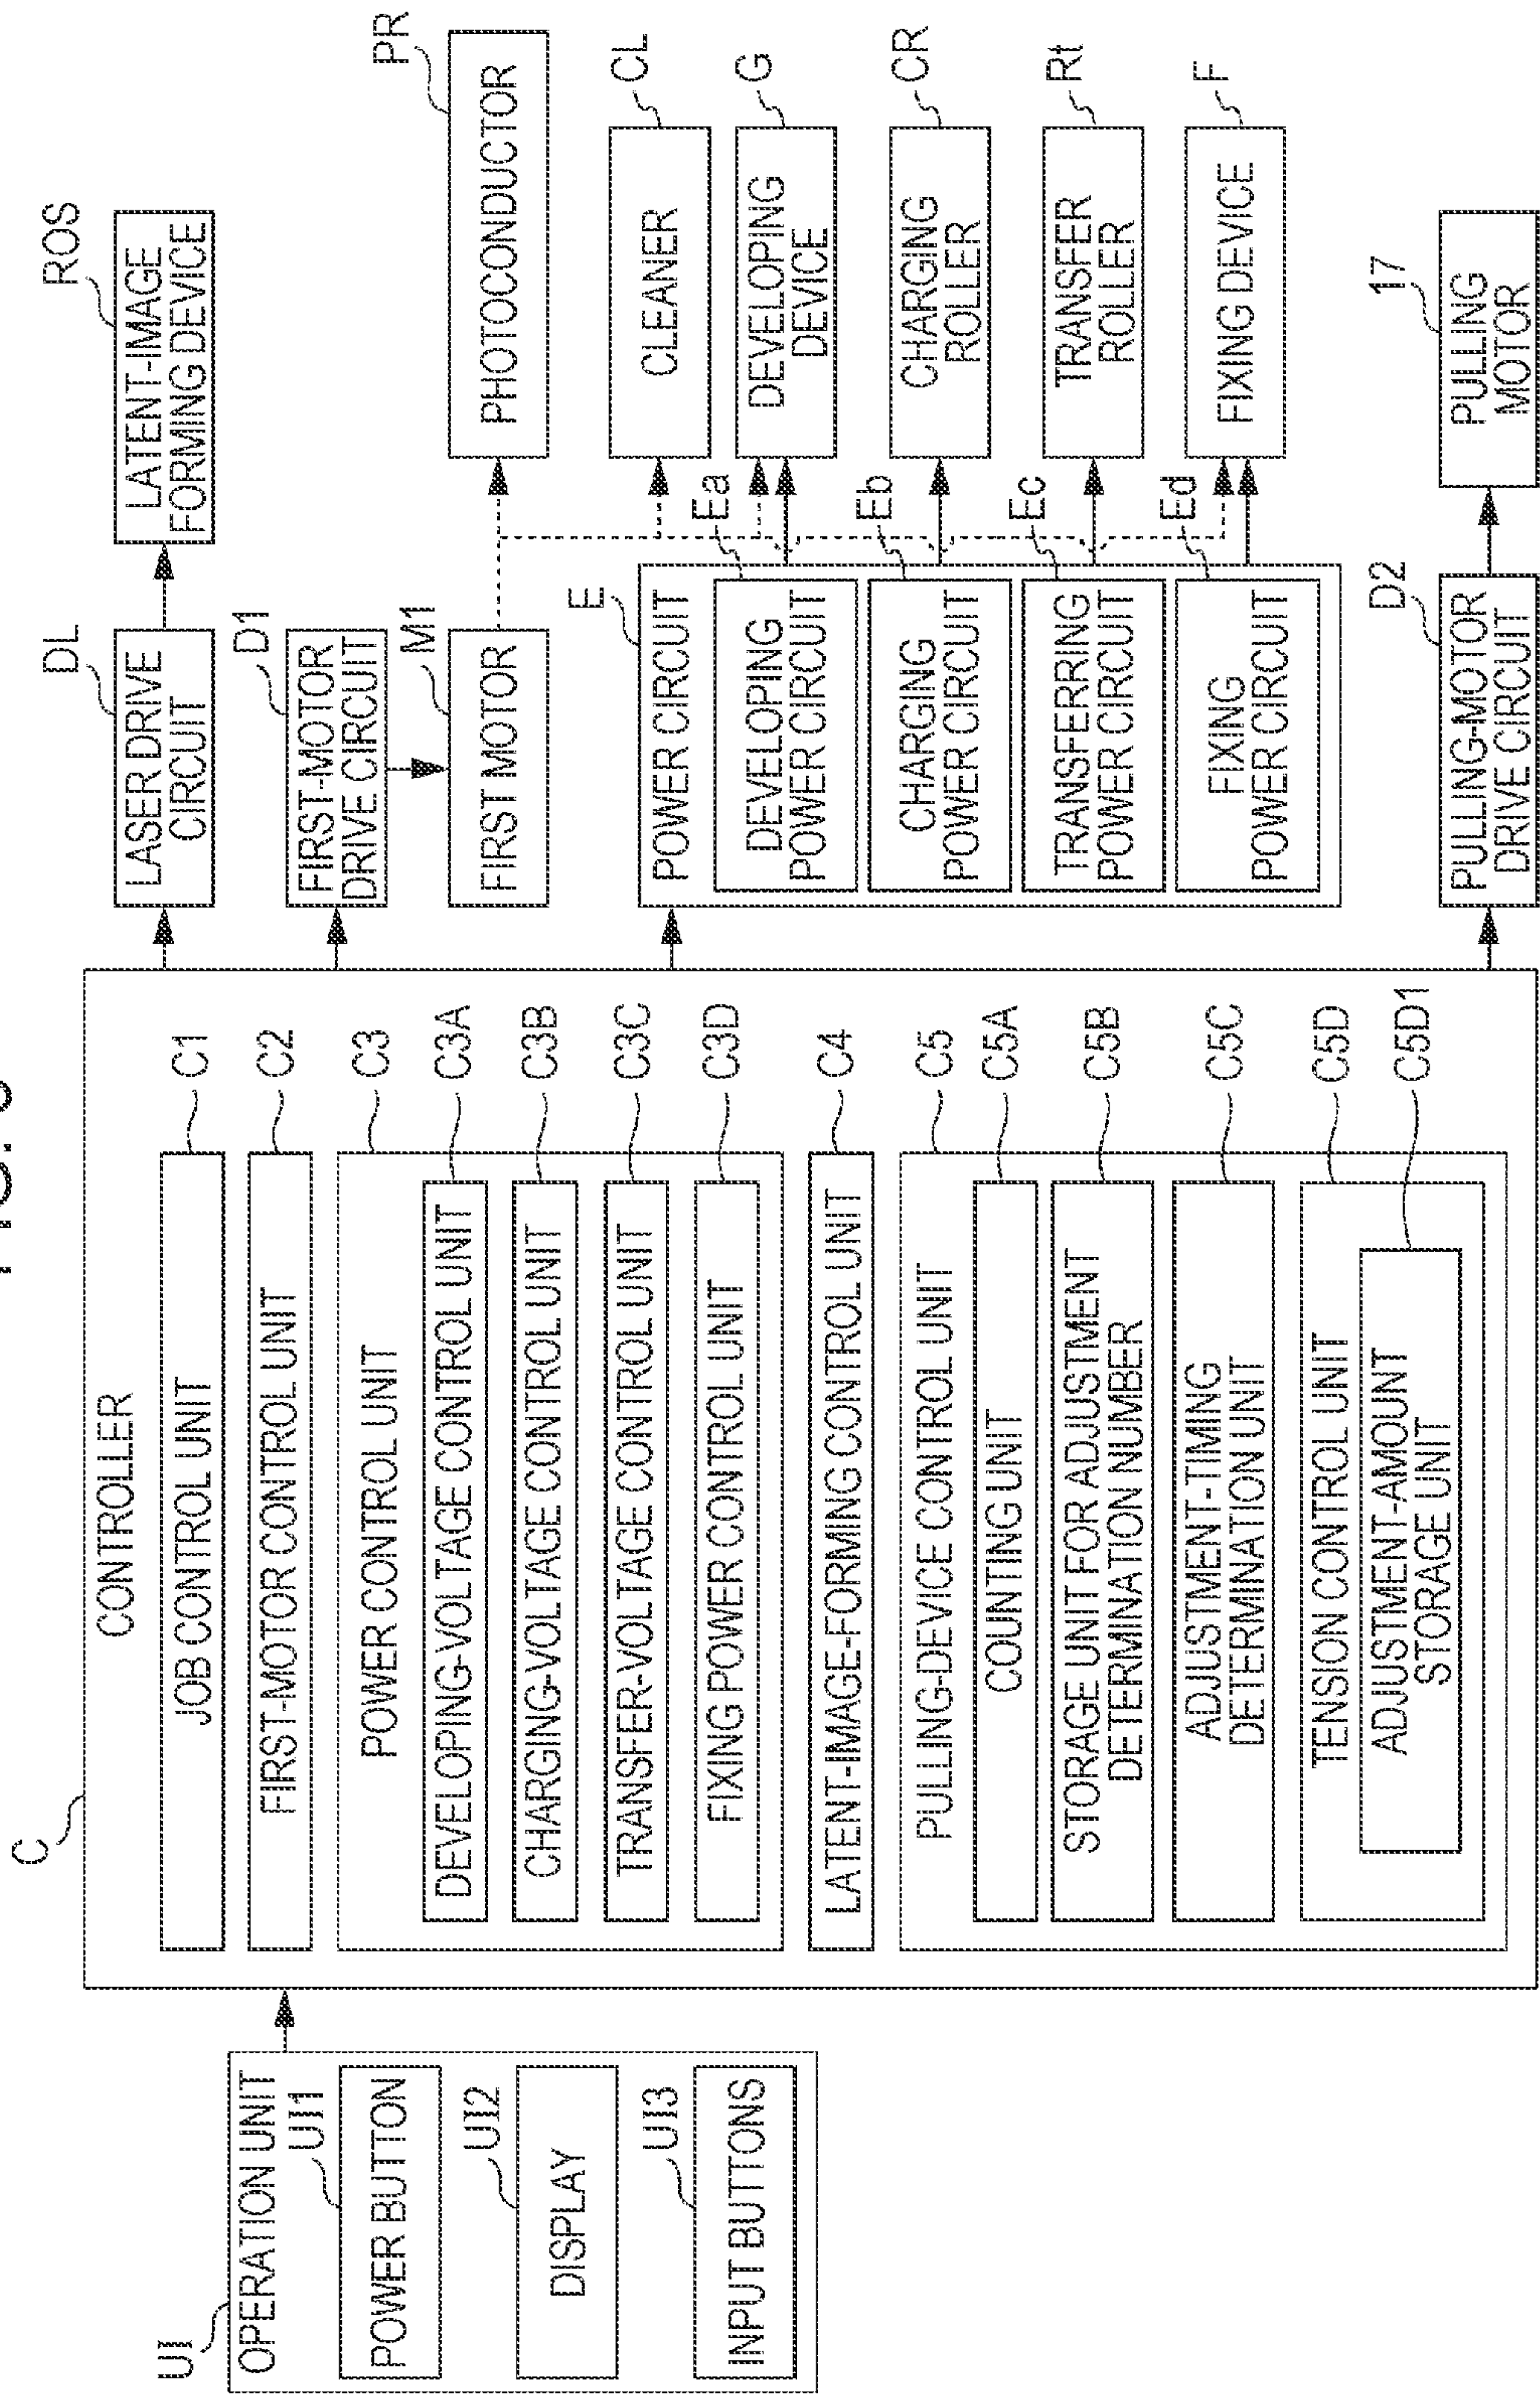 UI
OPERATION UNIT
UI1
POWER BUTTON
UI2
DISPLAY
UI3
INPUT BUTTONS
C
CONTROLLER
JOB CONTROL UNIT
C1
FIRST-MOTOR CONTROL UNIT
C2
POWER CONTROL UNIT
C3
DEVELOPING-VOLTAGE CONTROL UNIT
C3A
CHARGING-VOLTAGE CONTROL UNIT
C3B
TRANSFER-VOLTAGE CONTROL UNIT
C3C
FIXING POWER CONTROL UNIT
C3D
LATENT-IMAGE-FORMING CONTROL UNIT
C4
PULLING-DEVICE CONTROL UNIT
C5
COUNTING UNIT
C5A
STORAGE UNIT FOR ADJUSTMENT
DETERMINATION NUMBER
C5B
ADJUSTMENT-TIMING
DETERMINATION UNIT
C5C
TENSION CONTROL UNIT
C5D
ADJUSTMENT-AMOUNT
STORAGE UNIT
C5D1
DL
LASER DRIVE
CIRCUIT
ROS
LATENT-IMAGE
FORMING DEVICE
D1
FIRST-MOTOR
DRIVE CIRCUIT
M1
FIRST MOTOR
PR
PHOTOCONDUCTOR
CLEANER
CL
E
POWER CIRCUIT
DEVELOPING
POWER CIRCUIT
Ea
DEVELOPING
DEVICE
G
CHARGING
POWER CIRCUIT
Eb
CHARGING
ROLLER
CR
TRANSFERRING
POWER CIRCUIT
Ec
TRANSFER
ROLLER
Rt
FIXING
POWER CIRCUIT
Ed
FIXING DEVICE
F
D2
PULLING-MOTOR
DRIVE CIRCUIT
17
PULLING
MOTOR